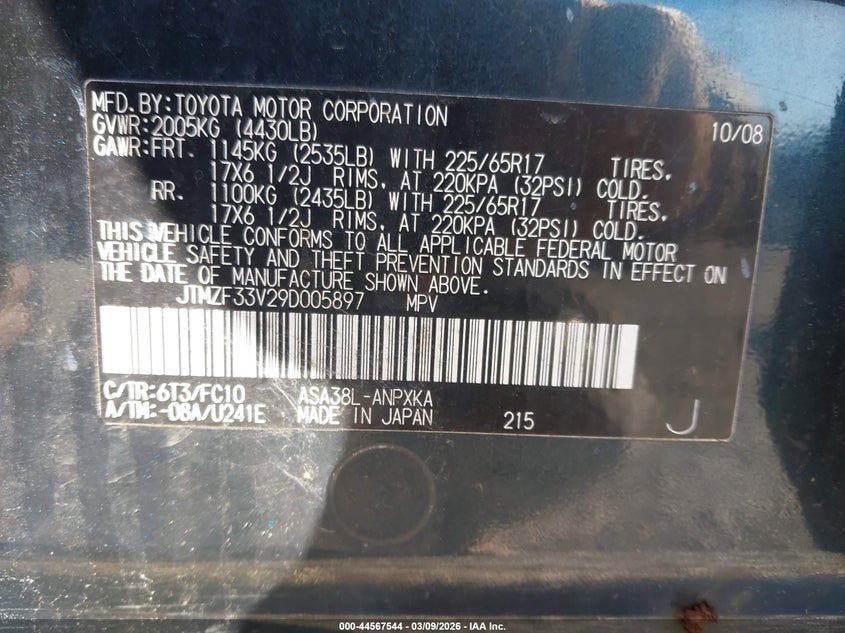 MFD.BY:TOYOTA MOTOR CORPORATION 10/08
GVWR:2005KG (4430LB)
GAWR:FRT. 1145KG (2535LB) WITH 225/65R17 TIRES,
17X6 1/2J RIMS, AT 220KPA (32PSI) COLD.
RR. 1100KG (2435LB) WITH 225/65R17 TIRES,
17X6 1/2J RIMS, AT 220KPA (32PSI) COLD.
THIS VEHICLE CONFORMS TO ALL APPLICABLE FEDERAL MOTOR
VEHICLE SAFETY AND THEFT PREVENTION STANDARDS IN EFFECT ON
THE DATE OF MANUFACTURE SHOWN ABOVE.
JTMZF33V29D005897 MPV
C/TR:6T3/FC10 ASA38L-ANPXKA
A/TM:-08A/U241E MADE IN JAPAN 215 J
000-44567544 — 03/09/2026 — IAA Inc.